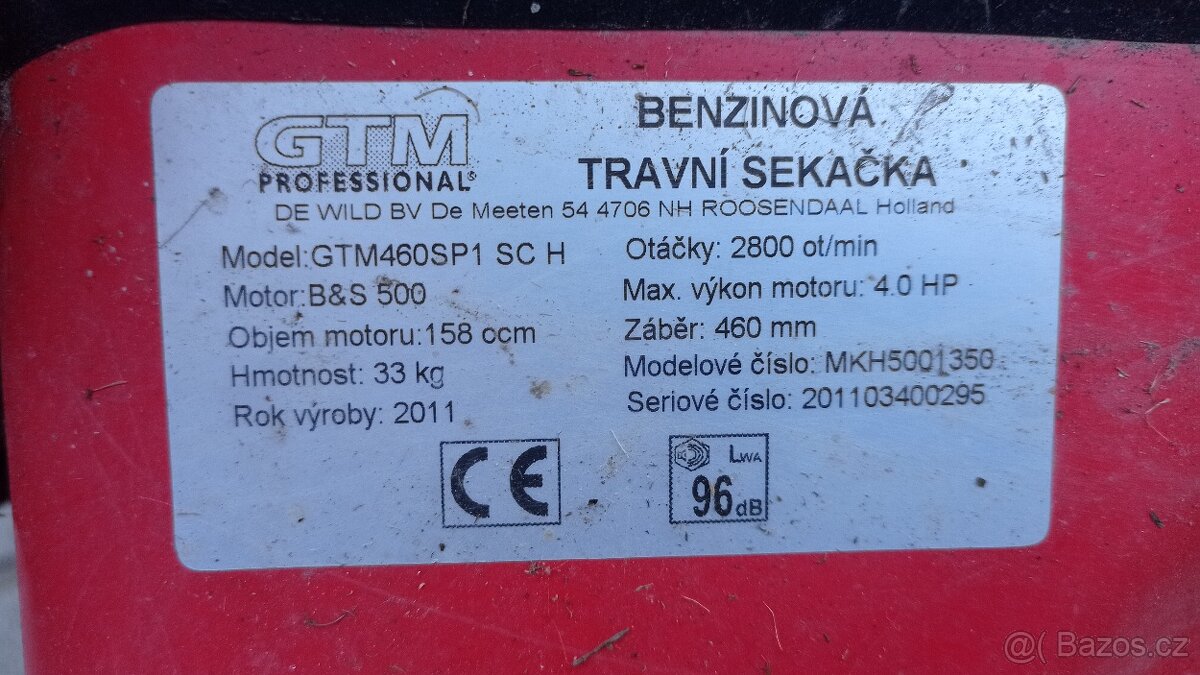 GTM
PROFESSIONAL®
BENZINOVÁ
TRAVNÍ SEKAČKA
DE WILD BV De Meeten 54 4706 NH ROOSENDAAL Holland
Model:GTM460SP1 SC H
Motor:B&S 500
Objem motoru:158 ccm
Hmotnost: 33 kg
Rok výroby: 2011
Otáčky: 2800 ot/min
Max. výkon motoru: 4.0 HP
Záběr: 460 mm
Modelové číslo: MKH5001350
Seriové číslo: 201103400295
CE
LWA
96dB
@( Bazos.cz